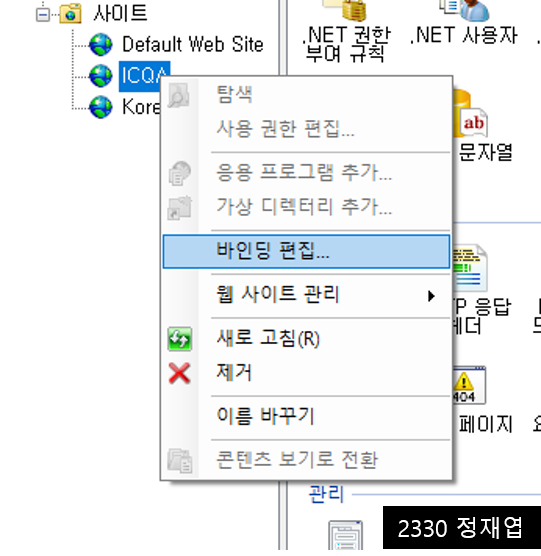 사이트
Default Web Site
ICQA
Kore
.NET 권한
부여 규칙
.NET 사용자
탐색
사용 권한 편집...
응용 프로그램 추가...
가상 디렉터리 추가...
바인딩 편집...
웹 사이트 관리
새로 고침(R)
제거
이름 바꾸기
콘텐츠 보기로 전환
ab
문자열
P 응답
헤더
404
페이지
관리
2330 정재엽